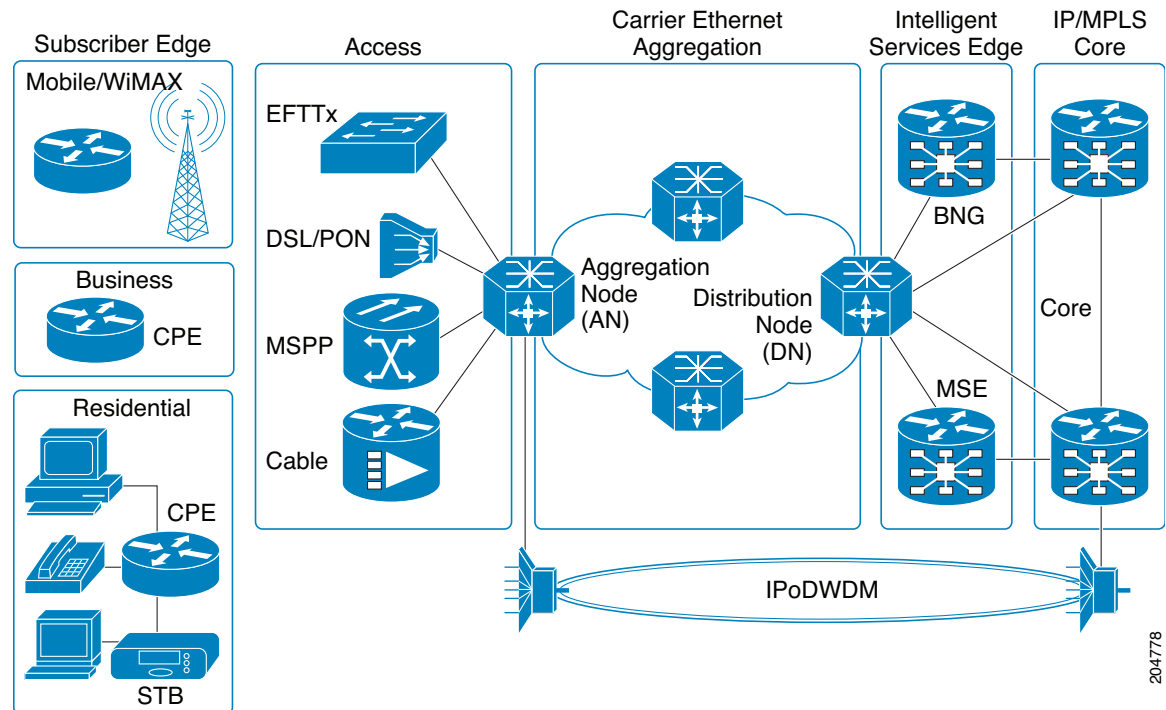 Subscriber Edge
Mobile/WiMAX
Business
CPE
Residential
CPE
STB
Access
EFTTx
DSL/PON
MSPP
Cable
Carrier Ethernet
Aggregation
Aggregation
Node
(AN)
Distribution
Node
(DN)
Intelligent
Services Edge
BNG
MSE
IP/MPLS
Core
Core
IPoDWDM
204778